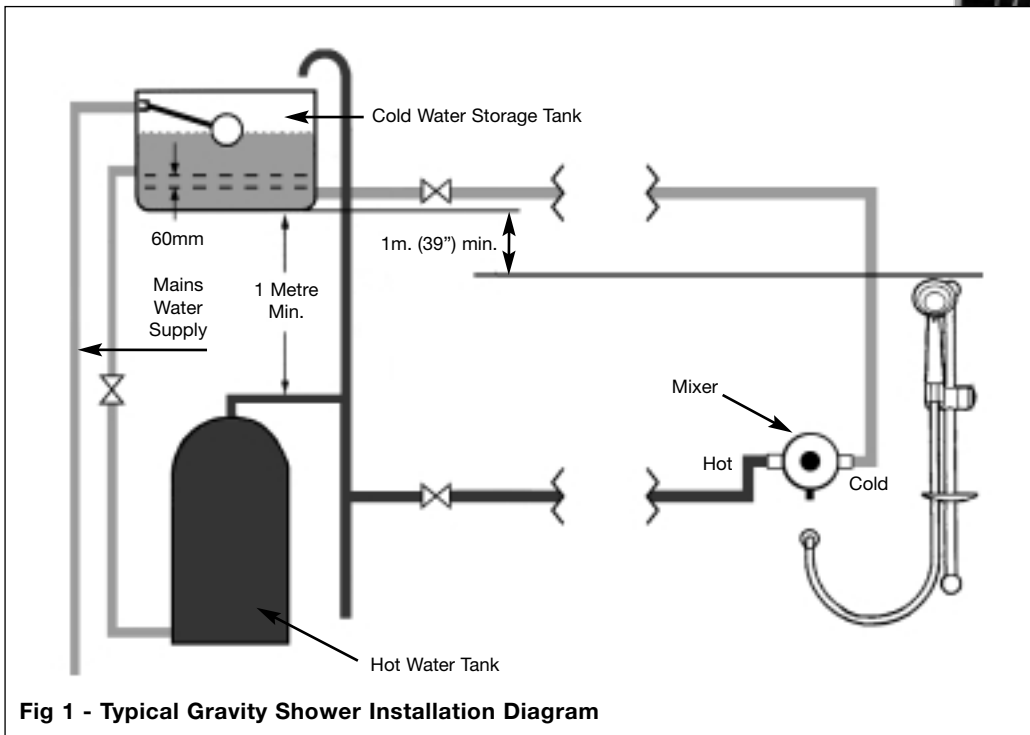 Cold Water Storage Tank
60mm
1m. (39”) min.
Mains
Water
Supply
1 Metre
Min.
Mixer
Hot
Cold
Hot Water Tank
Fig 1 - Typical Gravity Shower Installation Diagram